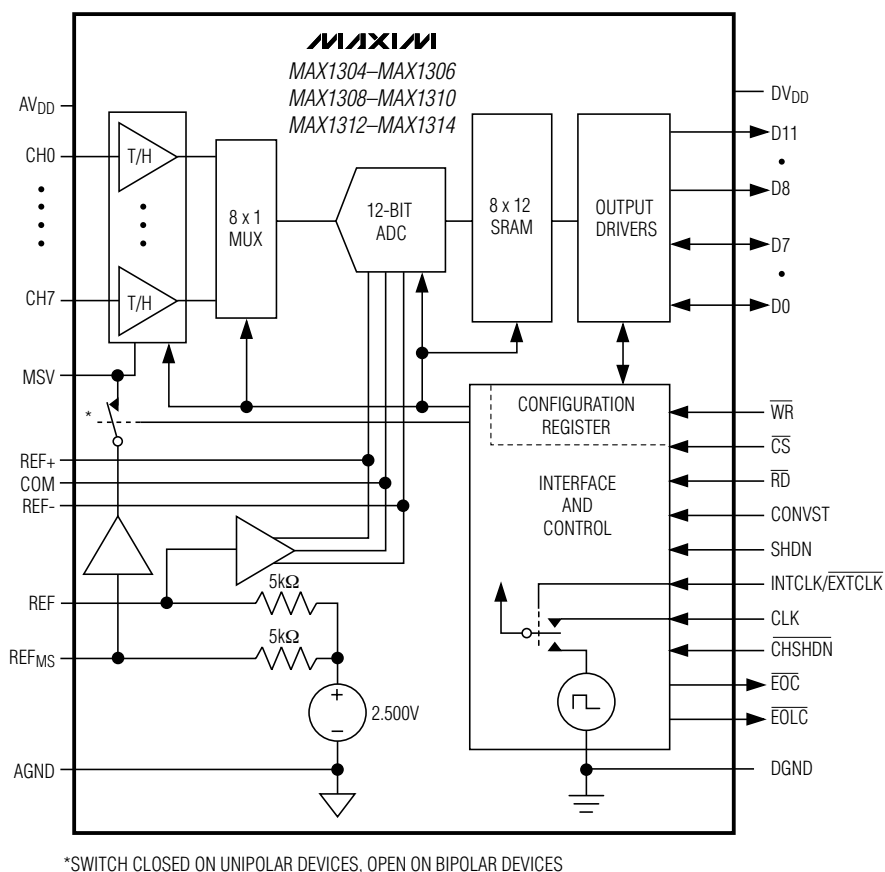 MAXIM
MAX1304–MAX1306
MAX1308–MAX1310
MAX1312–MAX1314
AVDD
DVDD
CH0
T/H
8 x 1
MUX
12-BIT
ADC
8 x 12
SRAM
OUTPUT
DRIVERS
D11
D8
D7
D0
CH7
T/H
MSV
*
CONFIGURATION
REGISTER
WR
CS
REF+
COM
REF-
INTERFACE
AND
CONTROL
RD
CONVST
SHDN
INTCLK/EXTCLK
CLK
CHSHDN
EOC
EOLC
REF
5kΩ
REFMS
5kΩ
+
–
2.500V
AGND
DGND
*SWITCH CLOSED ON UNIPOLAR DEVICES, OPEN ON BIPOLAR DEVICES